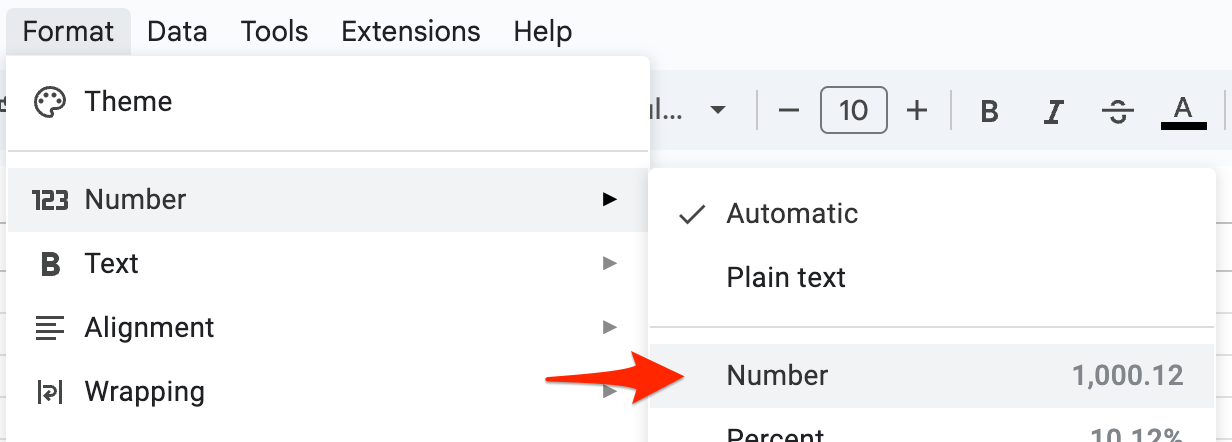 Format Data Tools Extensions Help
Theme
10 B I S A
123 Number
Automatic
B Text
Plain text
Alignment
Number 1,000.12
Wrapping
Percent 10.12%